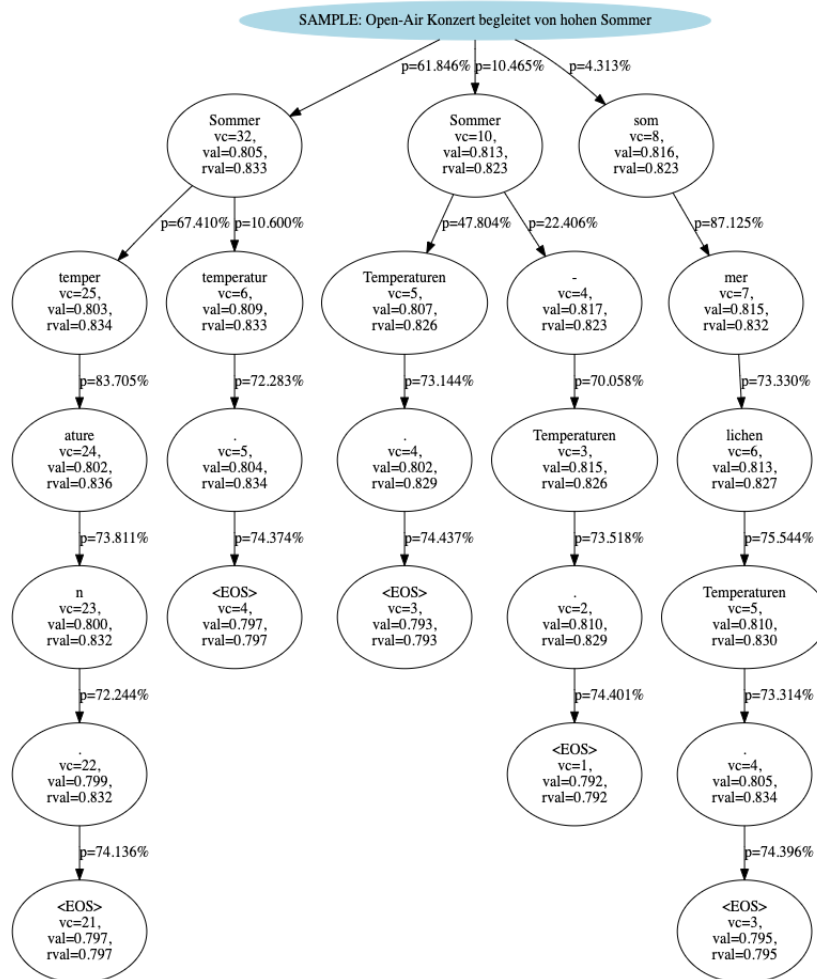 SAMPLE: Open-Air Konzert begleitet von hohen Sommer
p=61.846% p=10.465% p=4.313%
Sommer
vc=32,
val=0.805,
rval=0.833
Sommer
vc=10,
val=0.813,
rval=0.823
som
vc=8,
val=0.816,
rval=0.823
p=67.410% p=10.600% p=47.804% p=22.406% p=87.125%
temper
vc=25,
val=0.803,
rval=0.834
temperatur
vc=6,
val=0.809,
rval=0.833
Temperaturen
vc=5,
val=0.807,
rval=0.826
-
vc=4,
val=0.817,
rval=0.823
mer
vc=7,
val=0.815,
rval=0.832
p=83.705% p=72.283% p=73.144% p=70.058% p=73.330%
ature
vc=24,
val=0.802,
rval=0.836
.
vc=5,
val=0.804,
rval=0.834
.
vc=4,
val=0.802,
rval=0.829
Temperaturen
vc=3,
val=0.815,
rval=0.826
lichen
vc=6,
val=0.813,
rval=0.827
p=73.811% p=74.374% p=74.437% p=73.518% p=75.544%
n
vc=23,
val=0.800,
rval=0.832
<EOS>
vc=4,
val=0.797,
rval=0.797
<EOS>
vc=3,
val=0.793,
rval=0.793
.
vc=2,
val=0.810,
rval=0.829
Temperaturen
vc=5,
val=0.810,
rval=0.830
p=72.244% p=74.401% p=73.314%
.
vc=22,
val=0.799,
rval=0.832
<EOS>
vc=1,
val=0.792,
rval=0.792
.
vc=4,
val=0.805,
rval=0.834
p=74.136% p=74.396%
<EOS>
vc=21,
val=0.797,
rval=0.797
<EOS>
vc=3,
val=0.795,
rval=0.795